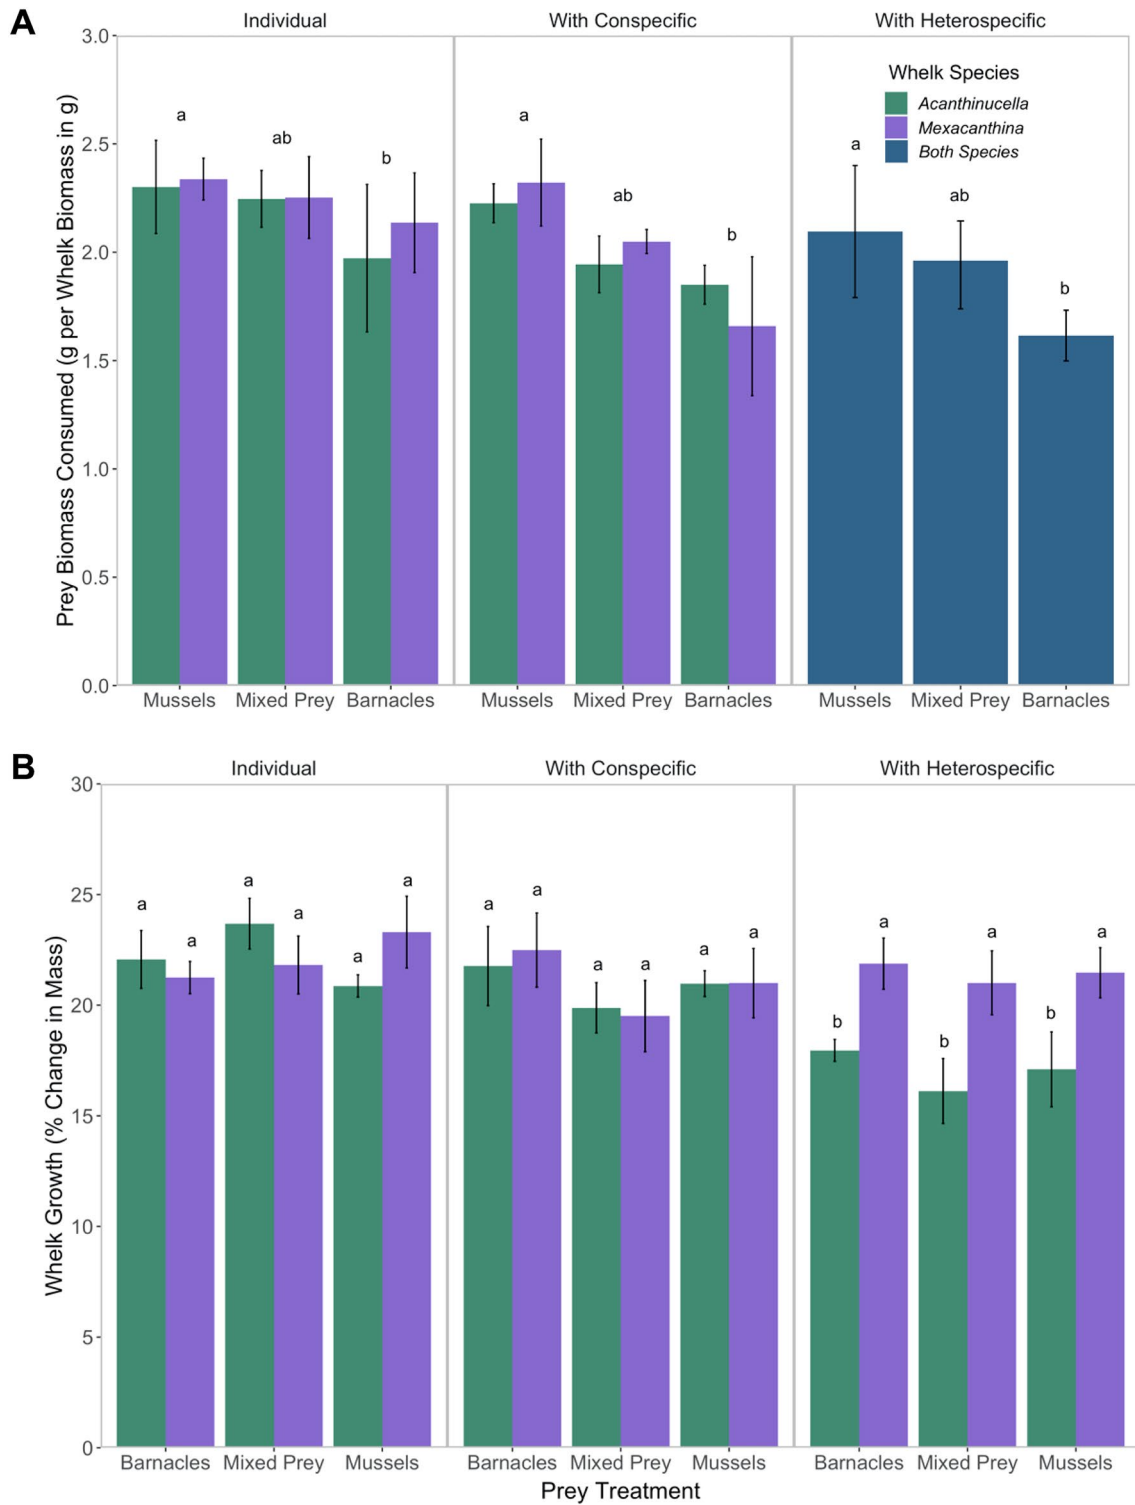 A
Individual
With Conspecific
With Heterospecific
Prey Biomass Consumed (g per Whelk Biomass in g)
3.0
2.5
2.0
1.5
1.0
0.5
0.0
Whelk Species
Acanthinucella
Mexacanthina
Both Species
a
ab
b
a
ab
b
a
ab
b
Mussels
Mixed Prey
Barnacles
Mussels
Mixed Prey
Barnacles
Mussels
Mixed Prey
Barnacles
B
Individual
With Conspecific
With Heterospecific
Whelk Growth (% Change in Mass)
30
25
20
15
10
5
0
a
a
a
a
a
a
a
a
a
a
a
a
b
a
b
a
b
a
Barnacles
Mixed Prey
Mussels
Barnacles
Mixed Prey
Mussels
Barnacles
Mixed Prey
Mussels
Prey Treatment